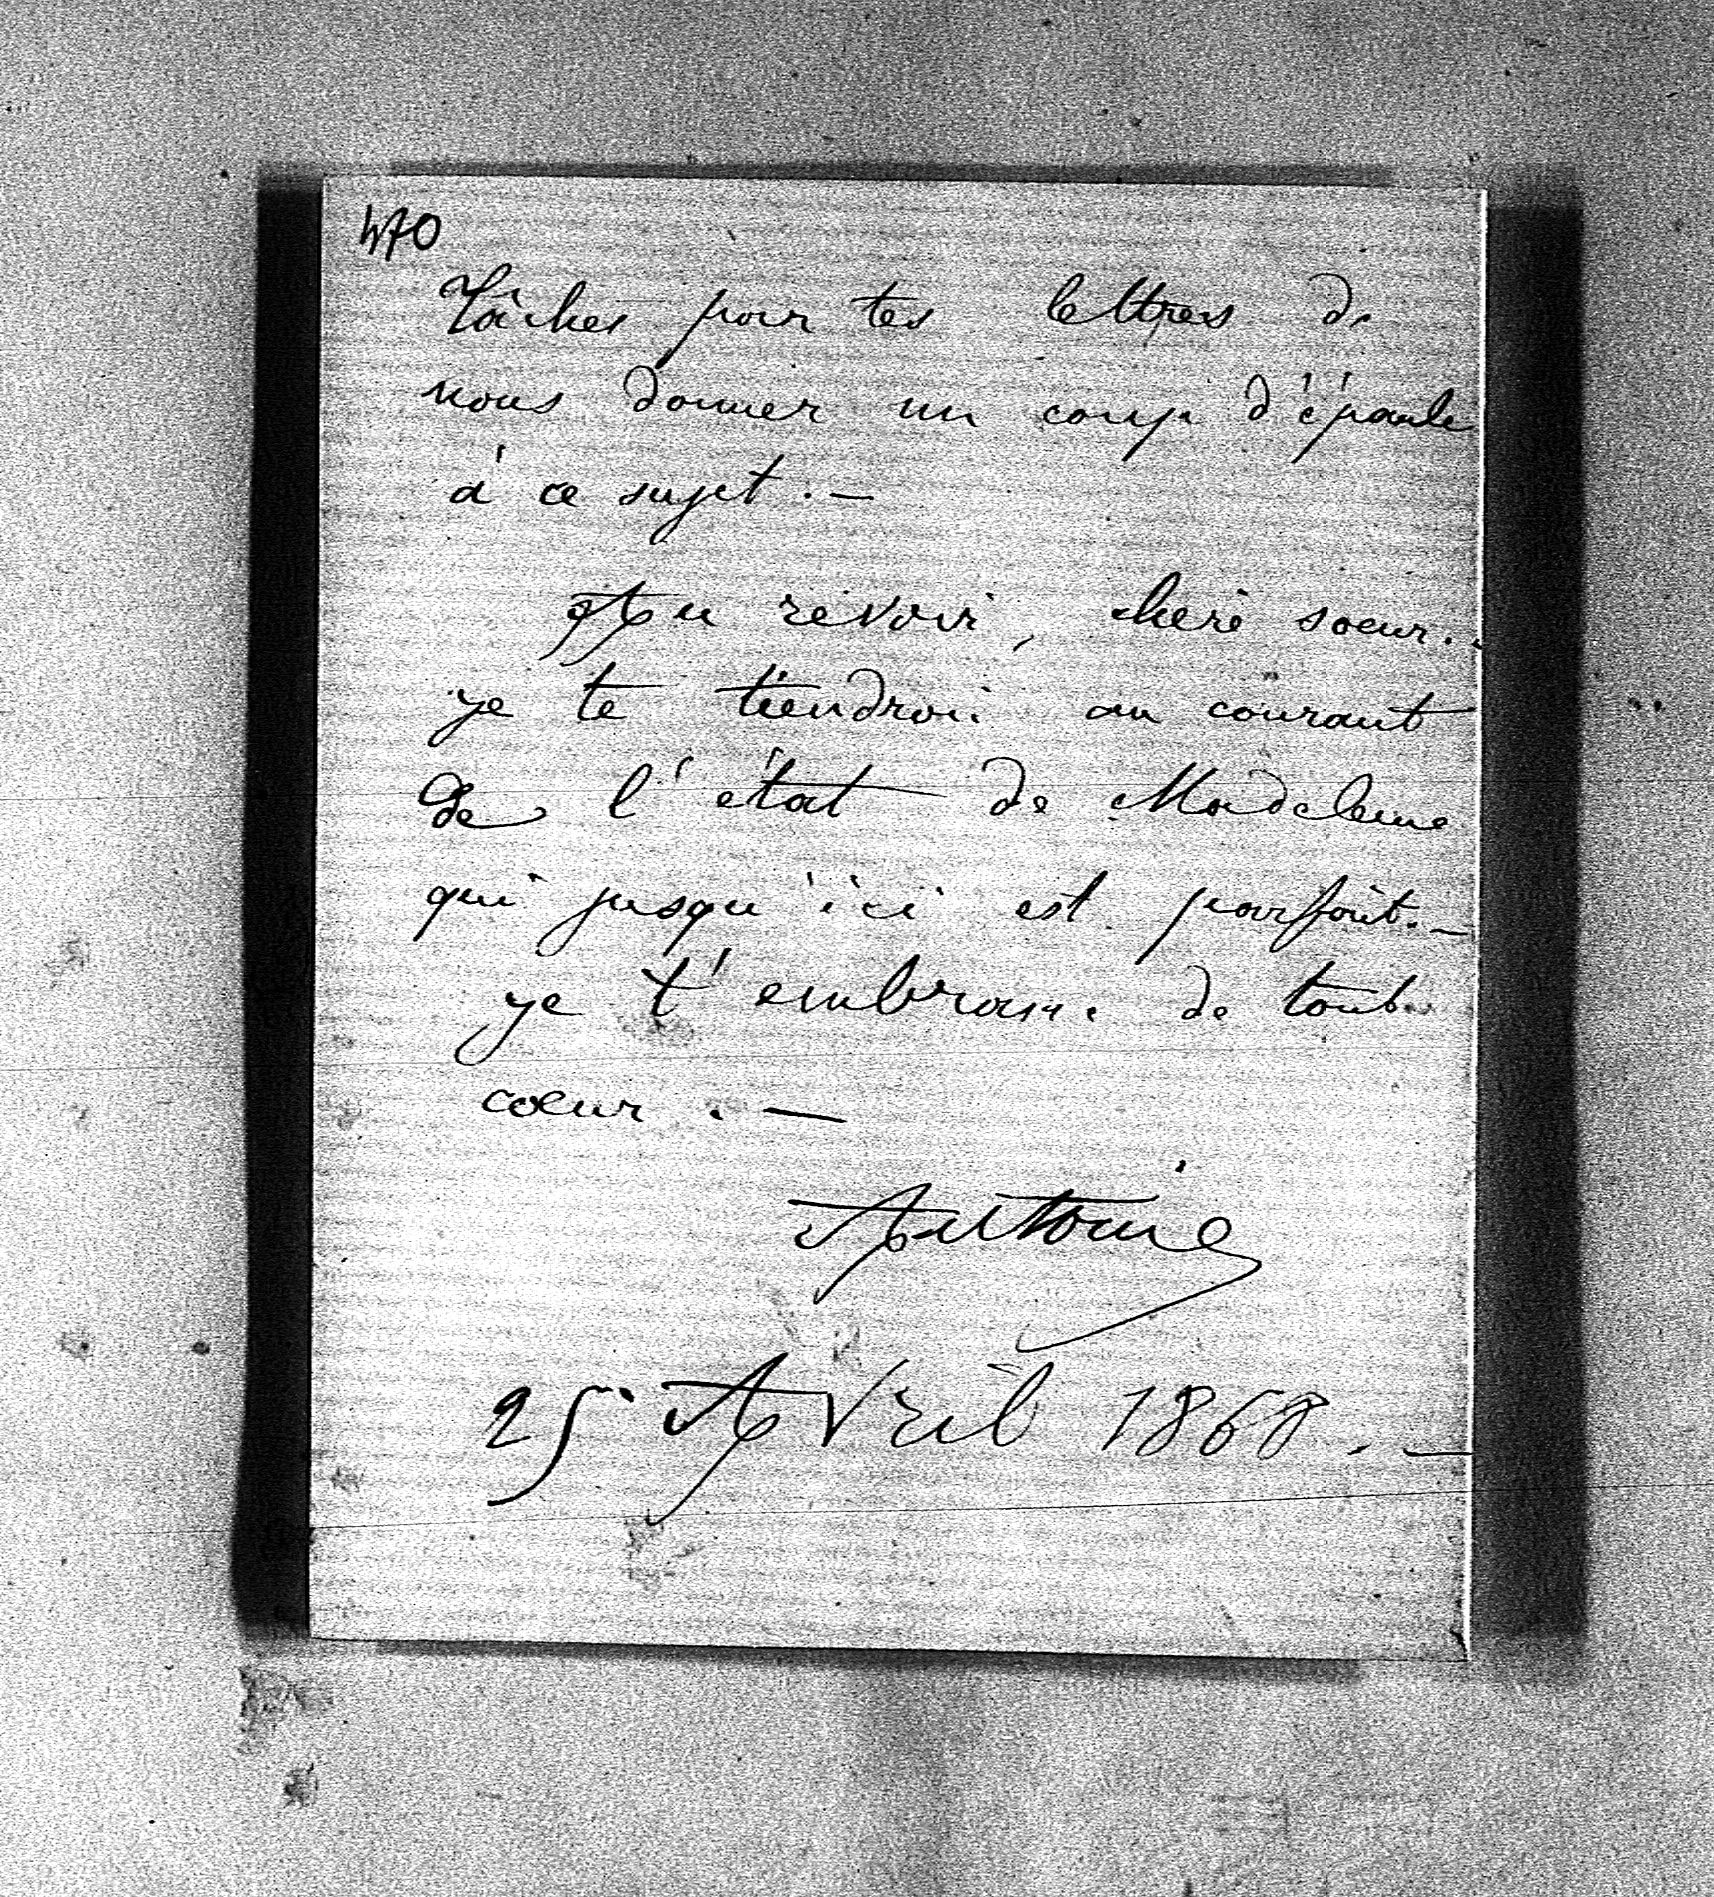 470
Tâches pour tes lettres de
nous donner un coup d'épaule
à ce sujet. —
Au revoir, chère soeur.
je te tiendrai au courant
de l'état de Madeleine
qui jusqu'ici est parfait. —
je t'embrasse de tout
coeur. —
Antoine
25 Avril 1868. —